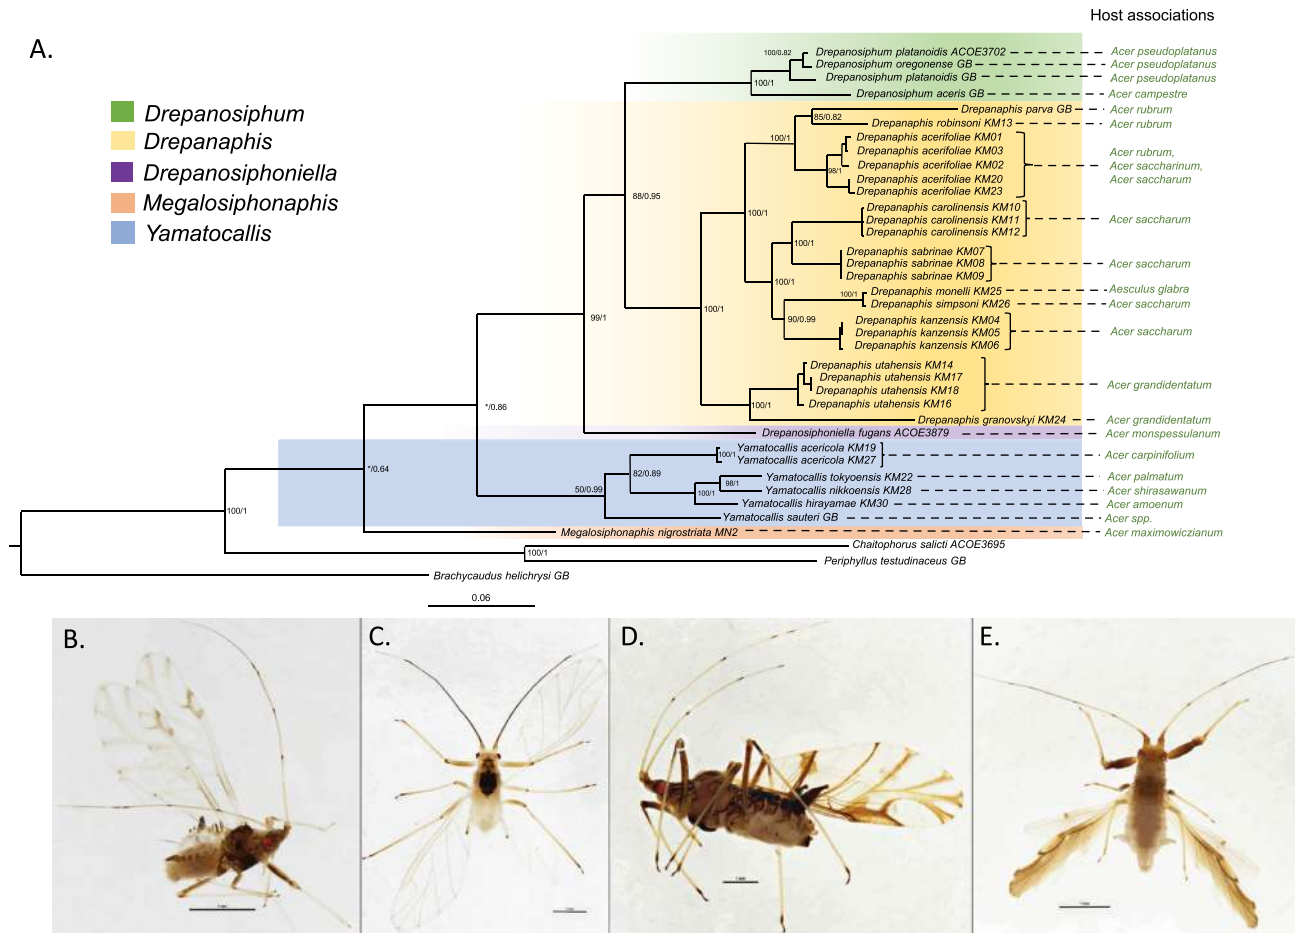 Host associations
A.
Drepanosiphum
Drepanaphis
Drepanosiphoniella
Megalosiphonaphis
Yamatocallis
100/0.82
Drepanosiphum platanoidis ACOE3702
Acer pseudoplatanus
Drepanosiphum oregonense GB
Acer pseudoplatanus
Drepanosiphum platanoidis GB
Acer pseudoplatanus
100/1
Drepanosiphum aceris GB
Acer campestre
Drepanaphis parva GB
Acer rubrum
85/0.82
Drepanaphis robinsoni KM13
Acer rubrum
100/1
Drepanaphis acerifoliae KM01
Drepanaphis acerifoliae KM03
Drepanaphis acerifoliae KM02
98/1
Drepanaphis acerifoliae KM20
Drepanaphis acerifoliae KM23
Acer rubrum,
Acer saccharinum,
Acer saccharum
88/0.95
100/1
Drepanaphis carolinensis KM10
Drepanaphis carolinensis KM11
Drepanaphis carolinensis KM12
Acer saccharum
100/1
Drepanaphis sabrinae KM07
Drepanaphis sabrinae KM08
Drepanaphis sabrinae KM09
Acer saccharum
100/1
100/1
Drepanaphis monelli KM25
Aesculus glabra
Drepanaphis simpsoni KM26
Acer saccharum
99/1
100/1
90/0.99
Drepanaphis kanzensis KM04
Drepanaphis kanzensis KM05
Drepanaphis kanzensis KM06
Acer saccharum
Drepanaphis utahensis KM14
Drepanaphis utahensis KM17
Drepanaphis utahensis KM18
Drepanaphis utahensis KM16
Acer grandidentatum
*/0.86
100/1
Drepanaphis granovskyi KM24
Acer grandidentatum
Drepanosiphoniella fugans ACOE3879
Acer monspessulanum
Yamatocallis acericola KM19
100/1
Yamatocallis acericola KM27
Acer carpinifolium
*/0.64
82/0.89
Yamatocallis tokyoensis KM22
Acer palmatum
98/1
50/0.99
100/1
Yamatocallis nikkoensis KM28
Acer shirasawanum
Yamatocallis hirayamae KM30
Acer amoenum
100/1
Yamatocallis sauteri GB
Acer spp.
Megalosiphonaphis nigrostriata MN2
Acer maximowiczianum
Chaitophorus salicti ACOE3695
100/1
Periphyllus testudinaceus GB
Brachycaudus helichrysi GB
0.06
B.
C.
D.
E.